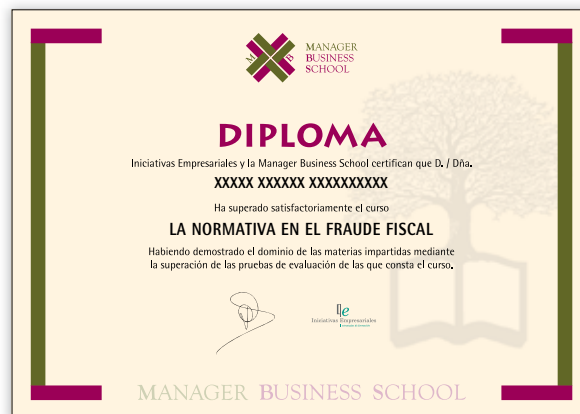 M B
MANAGER
BUSINESS
SCHOOL
DIPLOMA
Iniciativas Empresariales y la Manager Business School certifican que D. / Dña.
XXXXX XXXXXX XXXXXXXXXX
Ha superado satisfactoriamente el curso
LA NORMATIVA EN EL FRAUDE FISCAL
Habiendo demostrado el dominio de las materias impartidas mediante
la superación de las pruebas de evaluación de las que consta el curso.
Ile
Iniciativas Empresariales
MANAGER BUSINESS SCHOOL